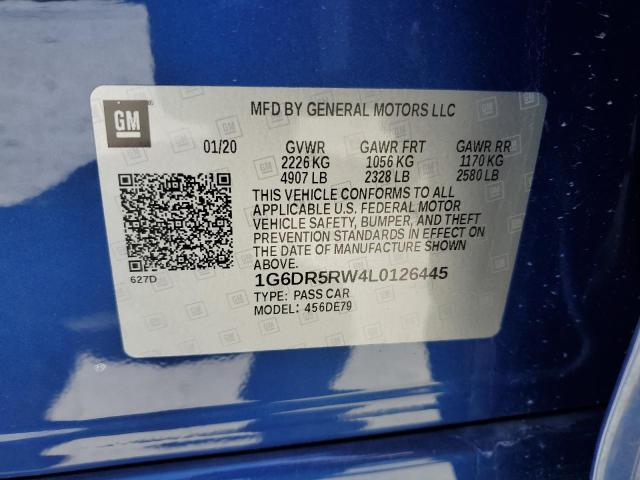 GM
MFD BY GENERAL MOTORS LLC
01/20 GVWR GAWR FRT GAWR RR
2226 KG 1056 KG 1170 KG
4907 LB 2328 LB 2580 LB
THIS VEHICLE CONFORMS TO ALL
APPLICABLE U.S. FEDERAL MOTOR
VEHICLE SAFETY, BUMPER, AND THEFT
PREVENTION STANDARDS IN EFFECT ON
THE DATE OF MANUFACTURE SHOWN
ABOVE.
627D
1G6DR5RW4L0126445
TYPE: PASS CAR
MODEL: 456DE79